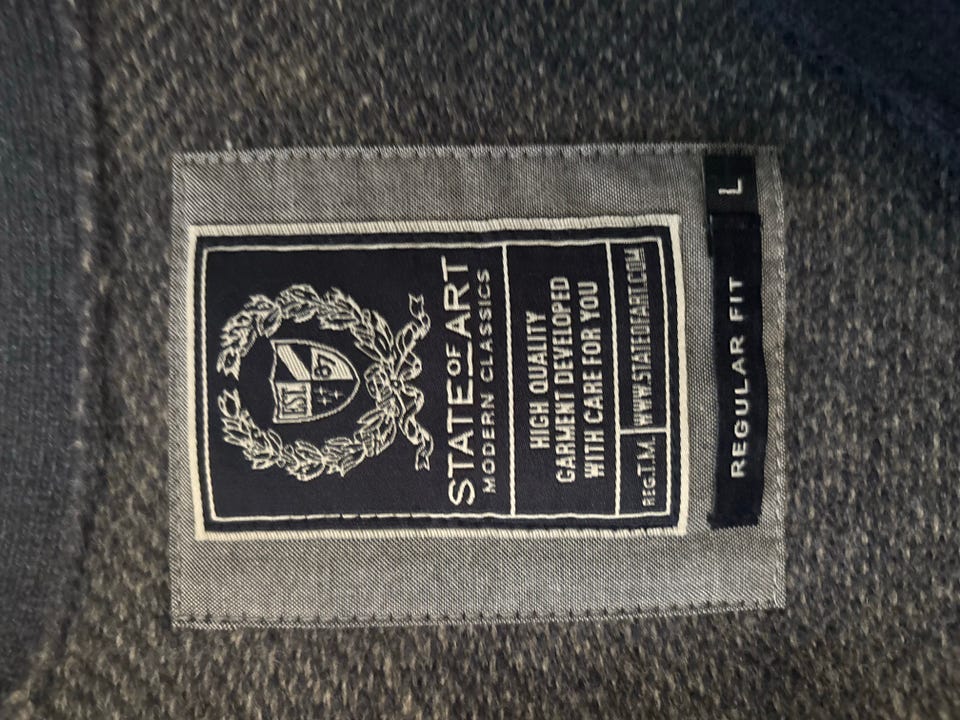 EST.
67
STATE OF ART
MODERN CLASSICS
HIGH QUALITY
GARMENT DEVELOPED
WITH CARE FOR YOU
REG.T.M. WWW.STATEOFART.COM
REGULAR FIT L